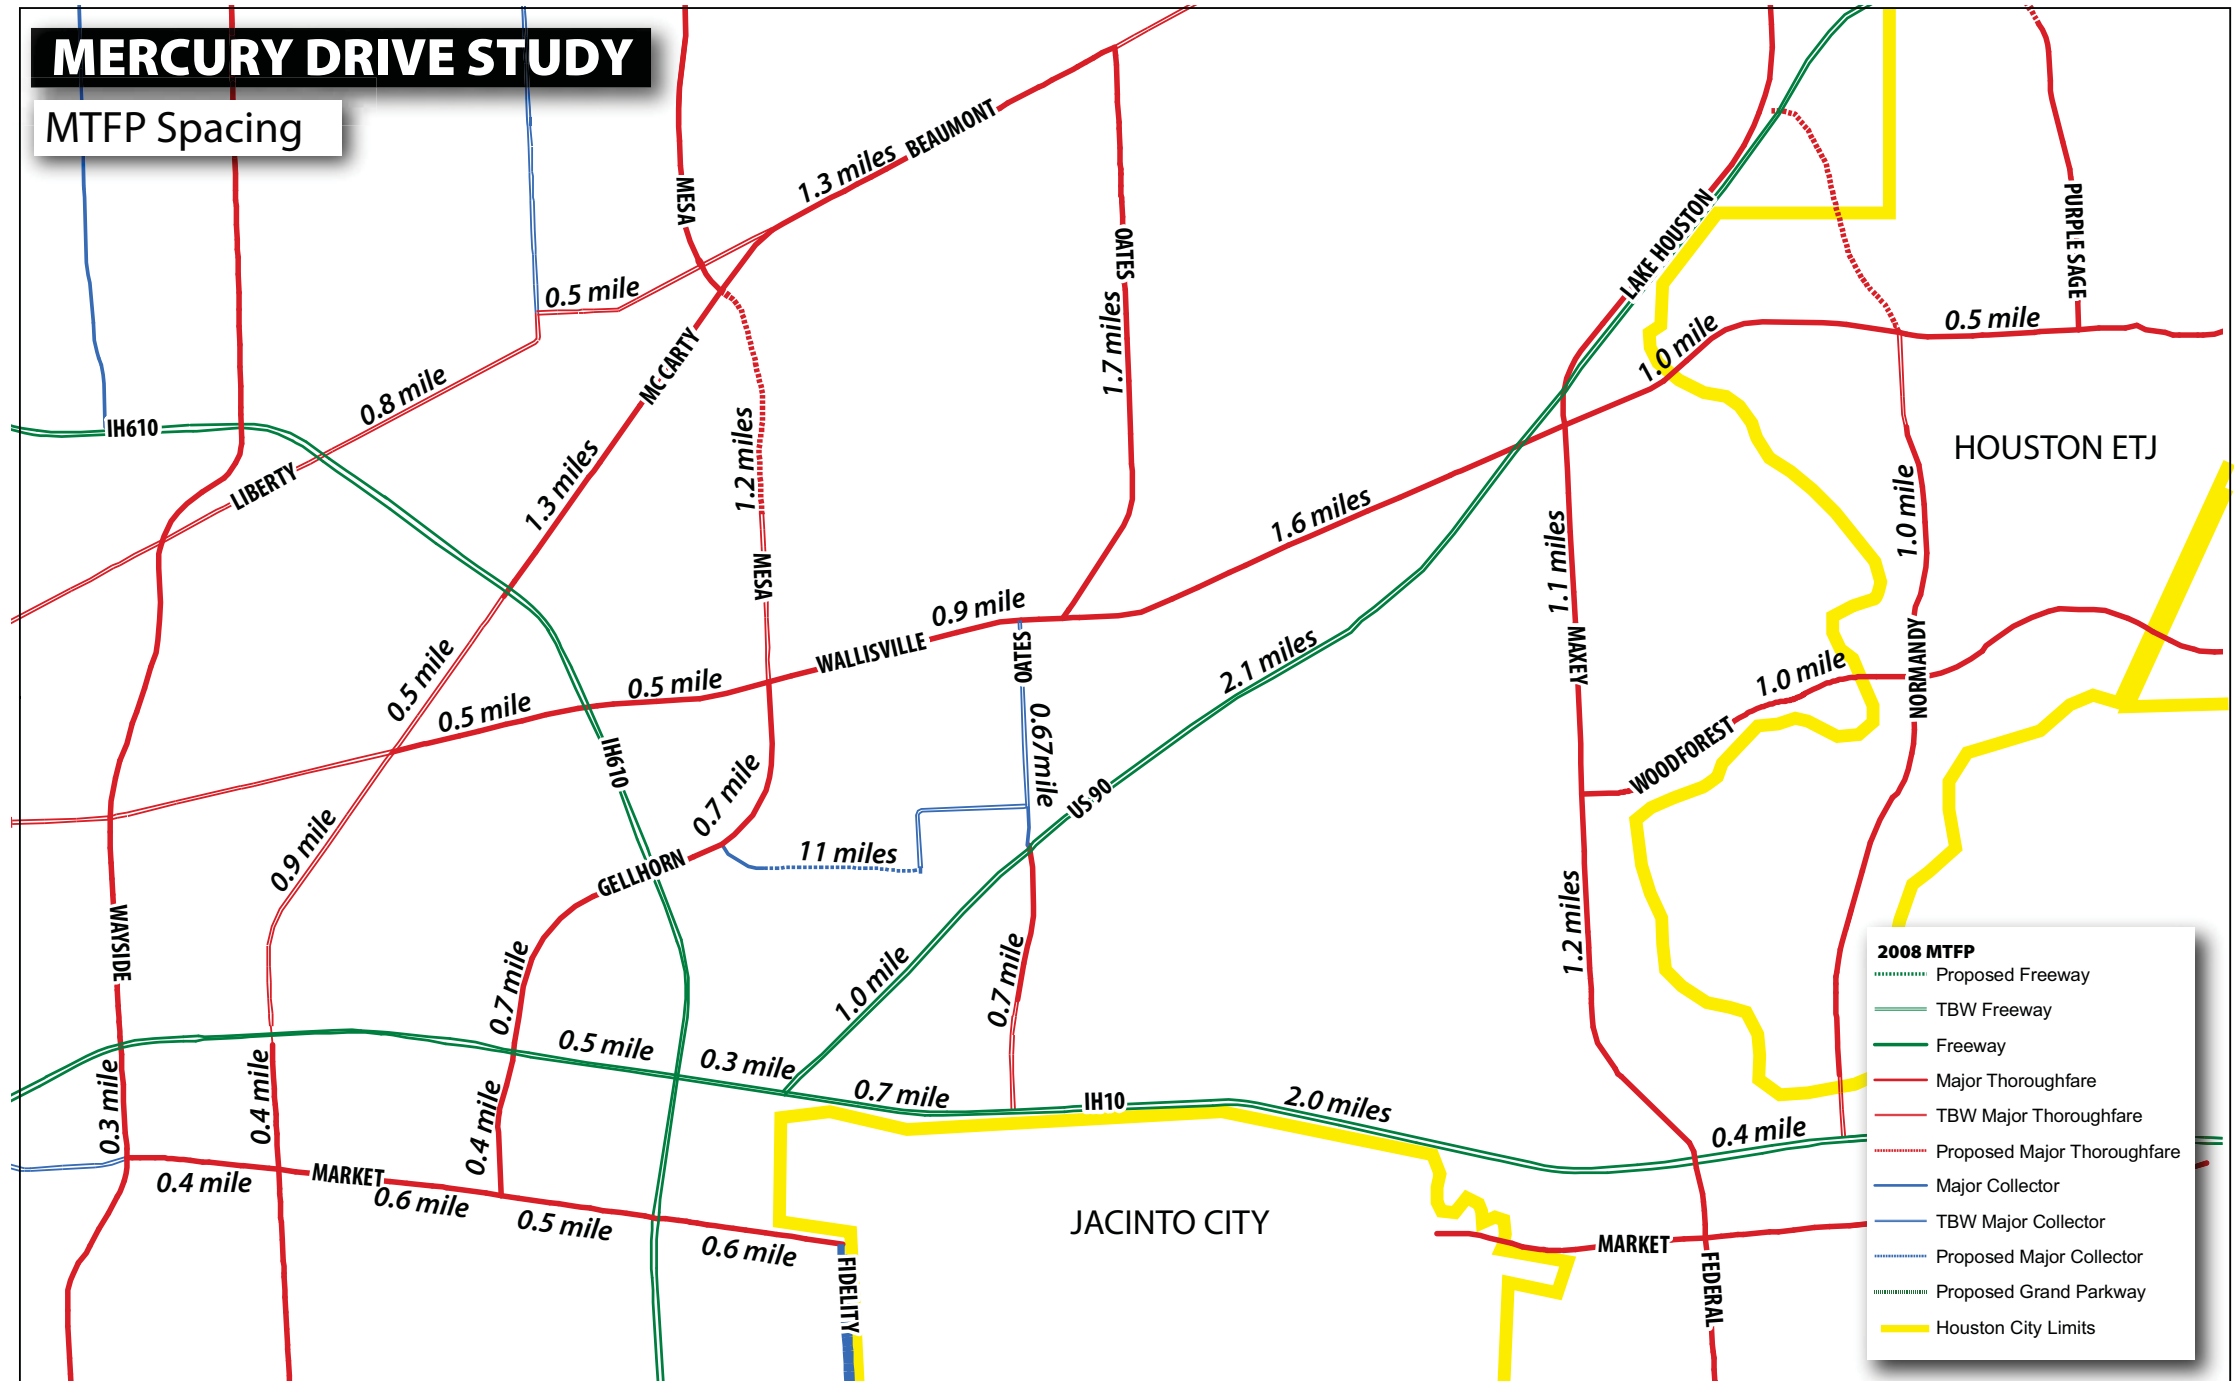 MERCURY DRIVE STUDY
MTFP Spacing
1.3 miles
BEAUMONT
MESA
OATES
LAKE HOUSTON
PURPLE SAGE
0.5 mile
1.7 miles
MC CARTY
1.0 mile
0.5 mile
0.8 mile
IH610
LIBERTY
1.3 miles
1.2 miles
HOUSTON ETJ
1.6 miles
1.1 miles
1.0 mile
MESA
0.9 mile
OATES
WALLISVILLE
0.5 mile
0.5 mile
0.5 mile
2.1 miles
MAXEY
NORMANDY
1.0 mile
WOODFOREST
0.67mile
IH610
US 90
0.7 mile
0.9 mile
11 miles
GELLHORN
WAYSIDE
0.7 mile
1.0 mile
0.7 mile
1.2 miles
0.5 mile
0.3 mile
0.7 mile
IH10
2.0 miles
0.4 mile
0.3 mile
0.4 mile
0.4 mile
MARKET
0.4 mile
0.6 mile
0.5 mile
0.6 mile
JACINTO CITY
MARKET
FIDELITY
FEDERAL
2008 MTFP
Proposed Freeway
TBW Freeway
Freeway
Major Thoroughfare
TBW Major Thoroughfare
Proposed Major Thoroughfare
Major Collector
TBW Major Collector
Proposed Major Collector
Proposed Grand Parkway
Houston City Limits